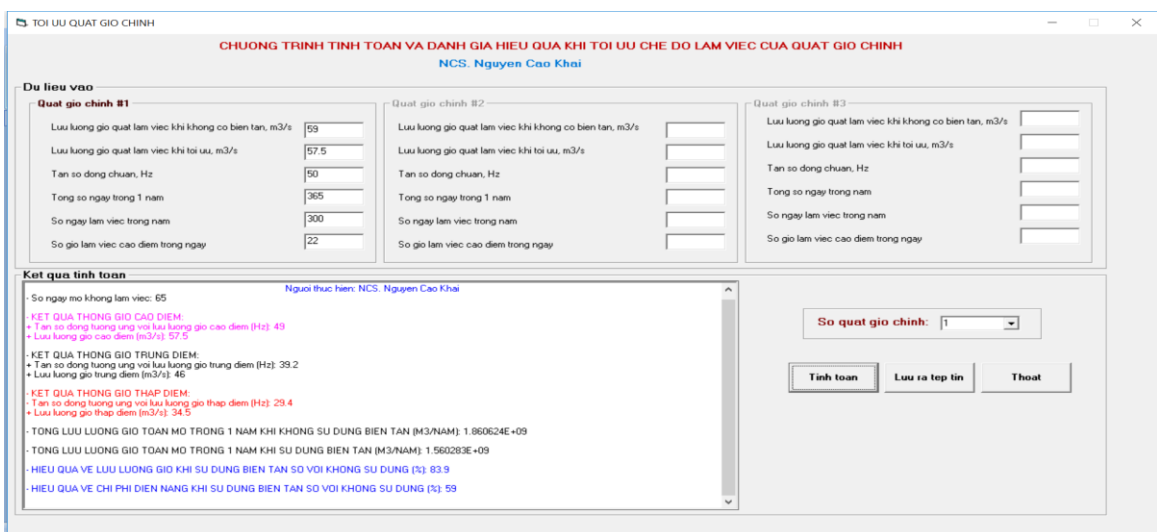 TOI UU QUAT GIO CHINH
CHUONG TRINH TINH TOAN VA DANH GIA HIEU QUA KHI TOI UU CHE DO LAM VIEC CUA QUAT GIO CHINH
NCS. Nguyen Cao Khai
Du lieu vao
Quat gio chinh #1
Luu luong gio quat lam viec khi khong co bien tan, m3/s 59
Luu luong gio quat lam viec khi toi uu, m3/s 57.5
Tan so dong chuan, Hz 50
Tong so ngay trong 1 nam 365
So ngay lam viec trong nam 300
So gio lam viec cao diem trong ngay 22
Quat gio chinh #2
Luu luong gio quat lam viec khi khong co bien tan, m3/s
Luu luong gio quat lam viec khi toi uu, m3/s
Tan so dong chuan, Hz
Tong so ngay trong 1 nam
So ngay lam viec trong nam
So gio lam viec cao diem trong ngay
Quat gio chinh #3
Luu luong gio quat lam viec khi khong co bien tan, m3/s
Luu luong gio quat lam viec khi toi uu, m3/s
Tan so dong chuan, Hz
Tong so ngay trong nam
So ngay lam viec trong nam
So gio lam viec cao diem trong ngay
Ket qua tinh toan
Nguoi thuc hien: NCS. Nguyen Cao Khai
- So ngay mo khong lam viec: 65
- KET QUA THONG GIO CAO DIEM:
+ Tan so dong tuong ung voi luu luong gio cao diem (Hz): 49
+ Luu luong gio cao diem (m3/s): 57.5
- KET QUA THONG GIO TRUNG DIEM:
+ Tan so dong tuong ung voi luu luong gio trung diem (Hz): 39.2
+ Luu luong gio trung diem (m3/s): 46
- KET QUA THONG GIO THAP DIEM:
- Tan so dong tuong ung voi luu luong gio thap diem (Hz): 29.4
+ Luu luong gio thap diem (m3/s): 34.5
- TONG LUU LUONG GIO TOAN MO TRONG 1 NAM KHI KHONG SU DUNG BIEN TAN (M3/NAM): 1.860624E+09
- TONG LUU LUONG GIO TOAN MO TRONG 1 NAM KHI SU DUNG BIEN TAN (M3/NAM): 1.560283E+09
- HIEU QUA VE LUU LUONG GIO KHI SU DUNG BIEN TAN SO VOI KHONG SU DUNG (%): 83.9
- HIEU QUA VE CHI PHI DIEN NANG KHI SU DUNG BIEN TAN SO VOI KHONG SU DUNG (%): 59
So quat gio chinh: 1
Tinh toan Luu ra tep tin Thoat